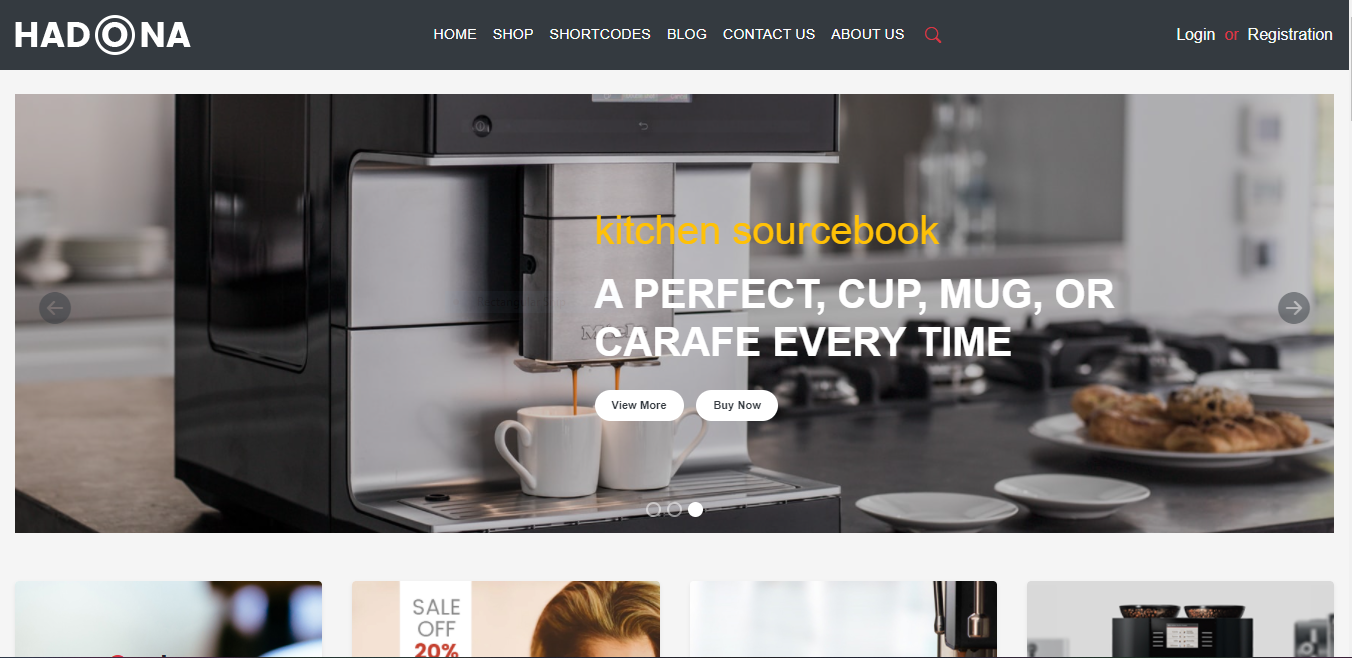 HADONA
HOME SHOP SHORTCODES BLOG CONTACT US ABOUT US
Login or Registration
kitchen sourcebook
A PERFECT, CUP, MUG, OR
CARAFE EVERY TIME
Miele
View More Buy Now
SALE
OFF
20%